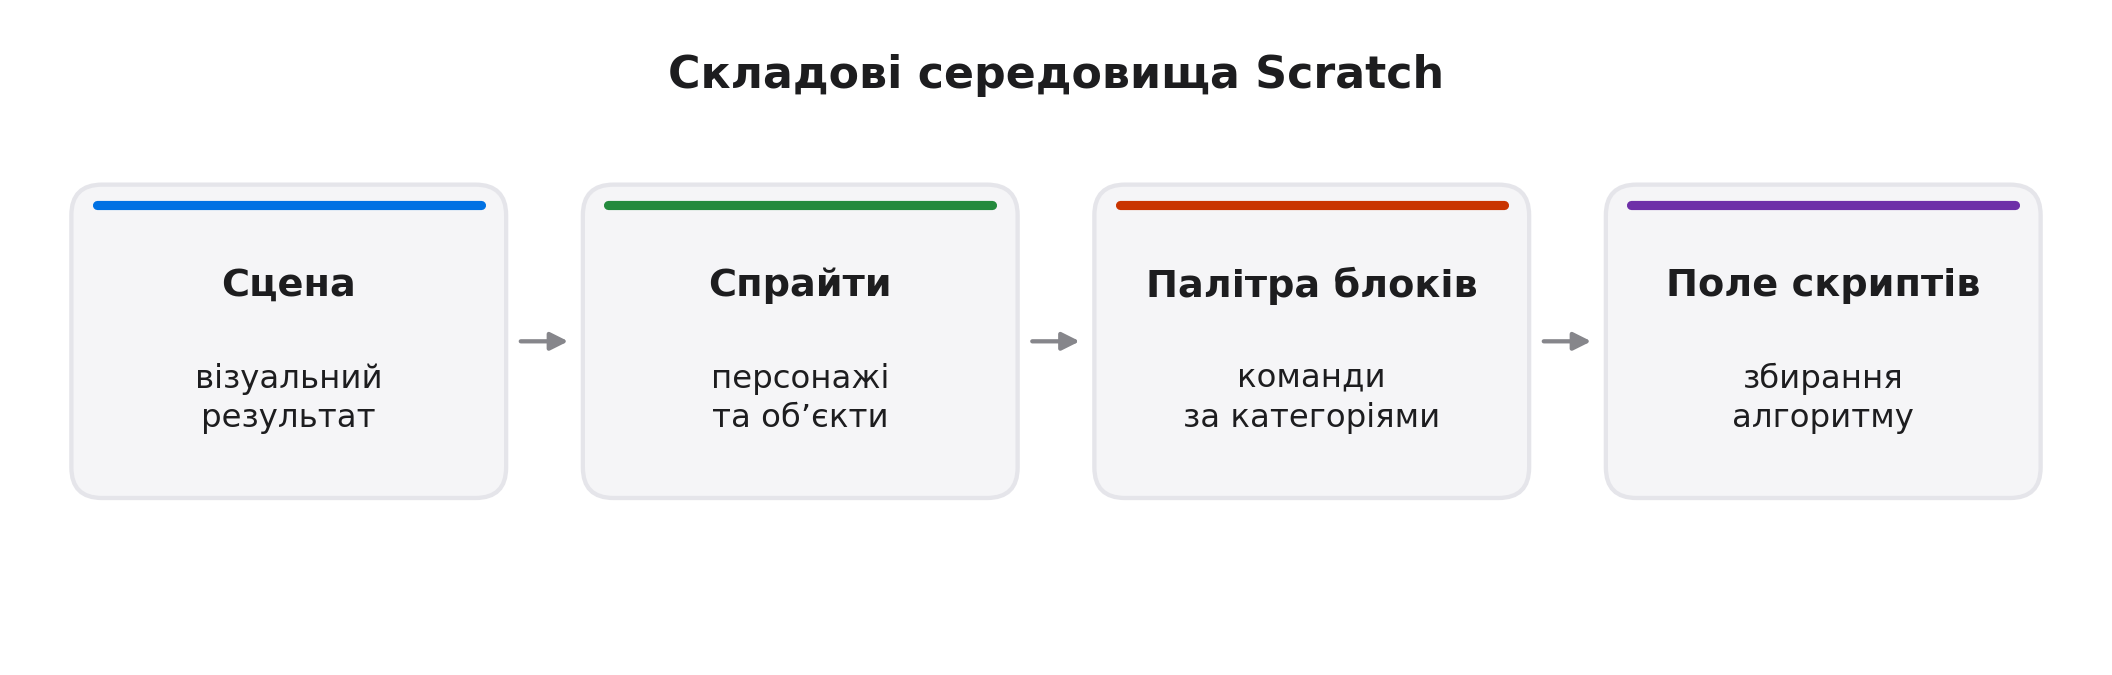 Складові середовища Scratch
Сцена
візуальний
результат
Спрайти
персонажі
та об’єкти
Палітра блоків
команди
за категоріями
Поле скриптів
збирання
алгоритму